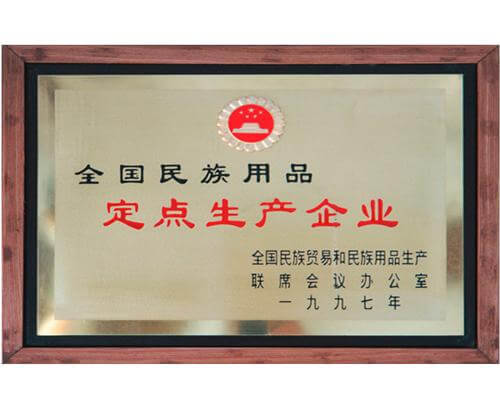 全国民族用品
定点生产企业
全国民族贸易和民族用品生产
联席会议办公室
一九九七年